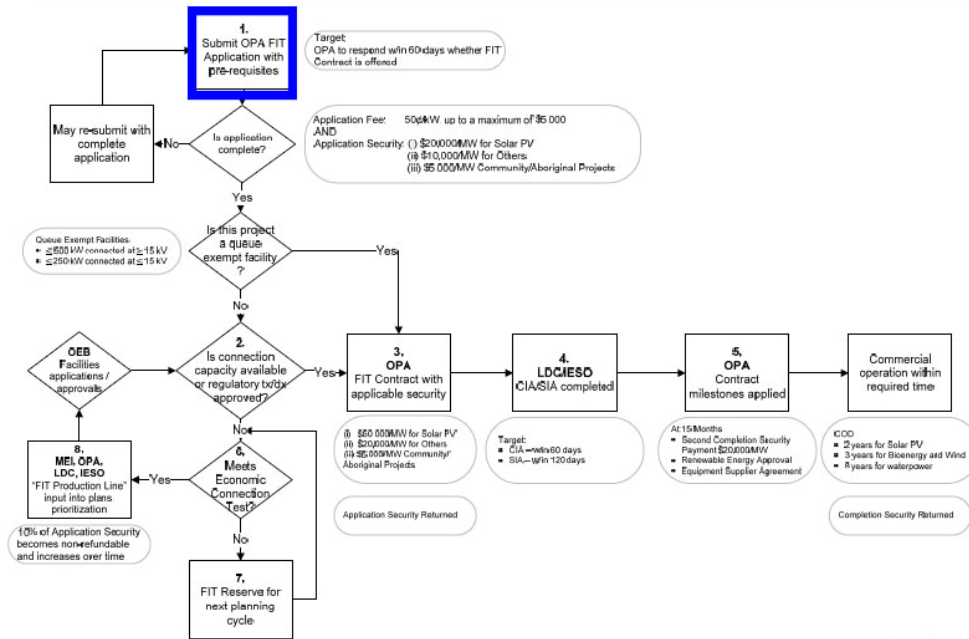 1.
Submit OPA FIT
Application with
pre-requisites
Target:
OPA to respond w/in 60 days whether FIT
Contract is offered
May re-submit with
complete
application
No
Is application
complete?
Application Fee: 50¢/kW up to a maximum of $5 000
AND
Application Security: (i) $20,000/MW for Solar PV
(ii) $10,000/MW for Others
(iii) $5 000/MW Community/Aboriginal Projects
Yes
Queue Exempt Facilities:
• ≤500 kW connected at ≥15 kV
• ≤250 kW connected at ≤15 kV
Is this project
a queue
exempt facility
?
Yes
No
OEB
Facilities
applications /
approvals
2.
Is connection
capacity available
or regulatory tx/dx
approved?
Yes
3.
OPA
FIT Contract with
applicable security
4.
LDC/IESO
CIA/SIA completed
5.
OPA
Contract
milestones applied
Commercial
operation within
required time
No
(i) $50 000/MW for Solar PV
(ii) $20,000/MW for Others
(iii) $5,000/MW Community/
Aboriginal Projects
Target:
• CIA – w/in 60 days
• SIA – w/in 120 days
At 15 Months
• Second Completion Security
Payment $20,000/MW
• Renewable Energy Approval
• Equipment Supplier Agreement
• 2 years for Solar PV
• 3 years for Bioenergy and Wind
years for waterpower
8.
MEI, OPA,
LDC, IESO
"FIT Production Line"
input into plans
prioritization
Yes
6.
Meets
Economic
Connection
Test?
10% of Application Security
becomes non-refundable
and increases over time
Application Security Returned
Completion Security Returned
No
7.
FIT Reserve for
next planning
cycle